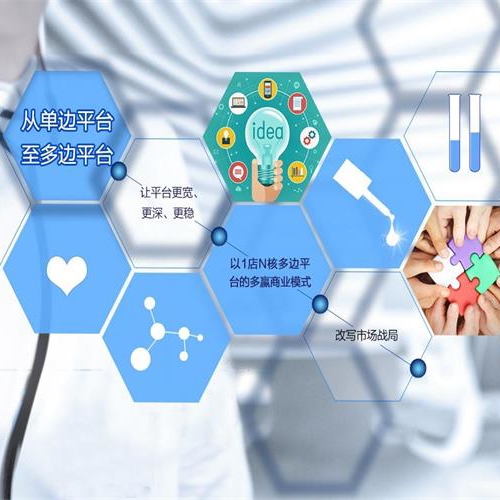 从单边平台
至多边平台
idea
让平台更宽、
更深、更稳
以1店N核多边平
台的多赢商业模式
改写市场战局